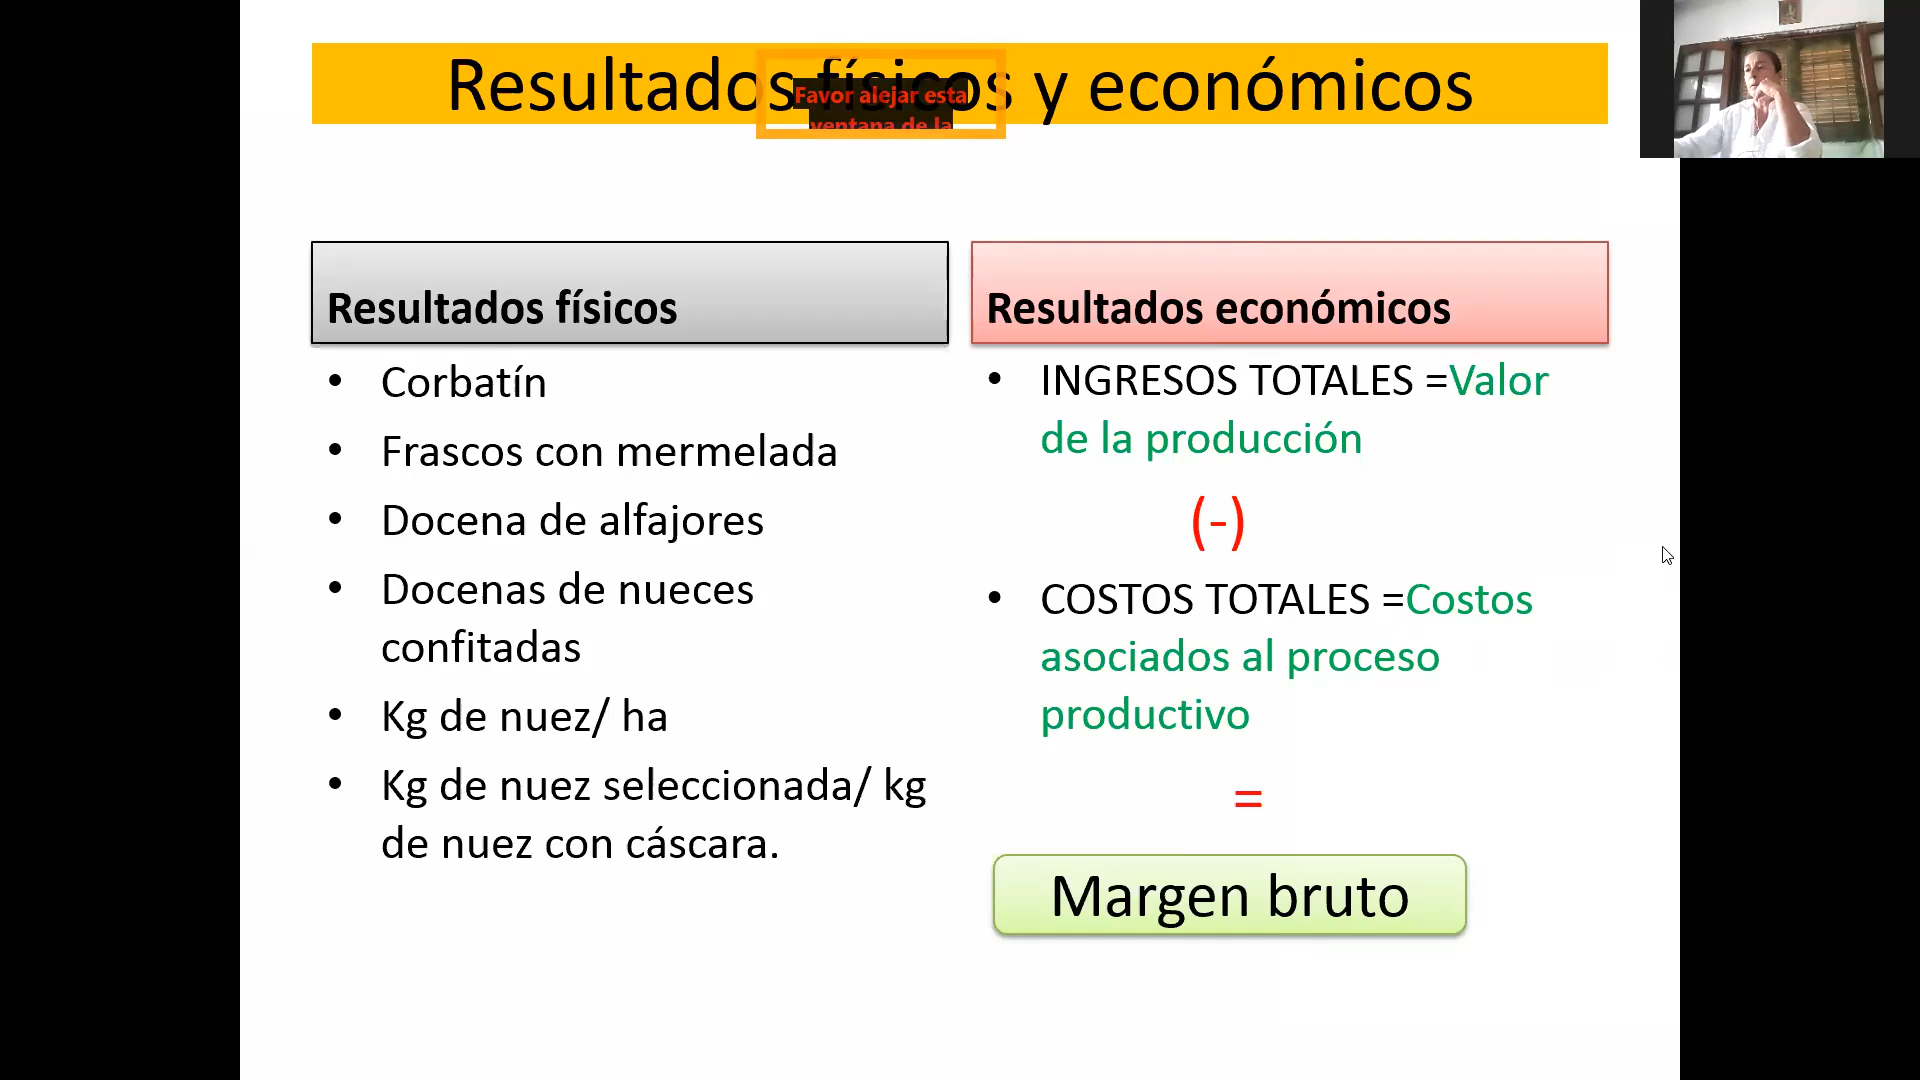 Resultados físicos y económicos
Favor alejar esta
ventana de la
Resultados físicos
• Corbatín
• Frascos con mermelada
• Docena de alfajores
• Docenas de nueces
confitadas
• Kg de nuez/ ha
• Kg de nuez seleccionada/ kg
de nuez con cáscara.
Resultados económicos
• INGRESOS TOTALES =Valor
de la producción
(-)
• COSTOS TOTALES =Costos
asociados al proceso
productivo
=
Margen bruto